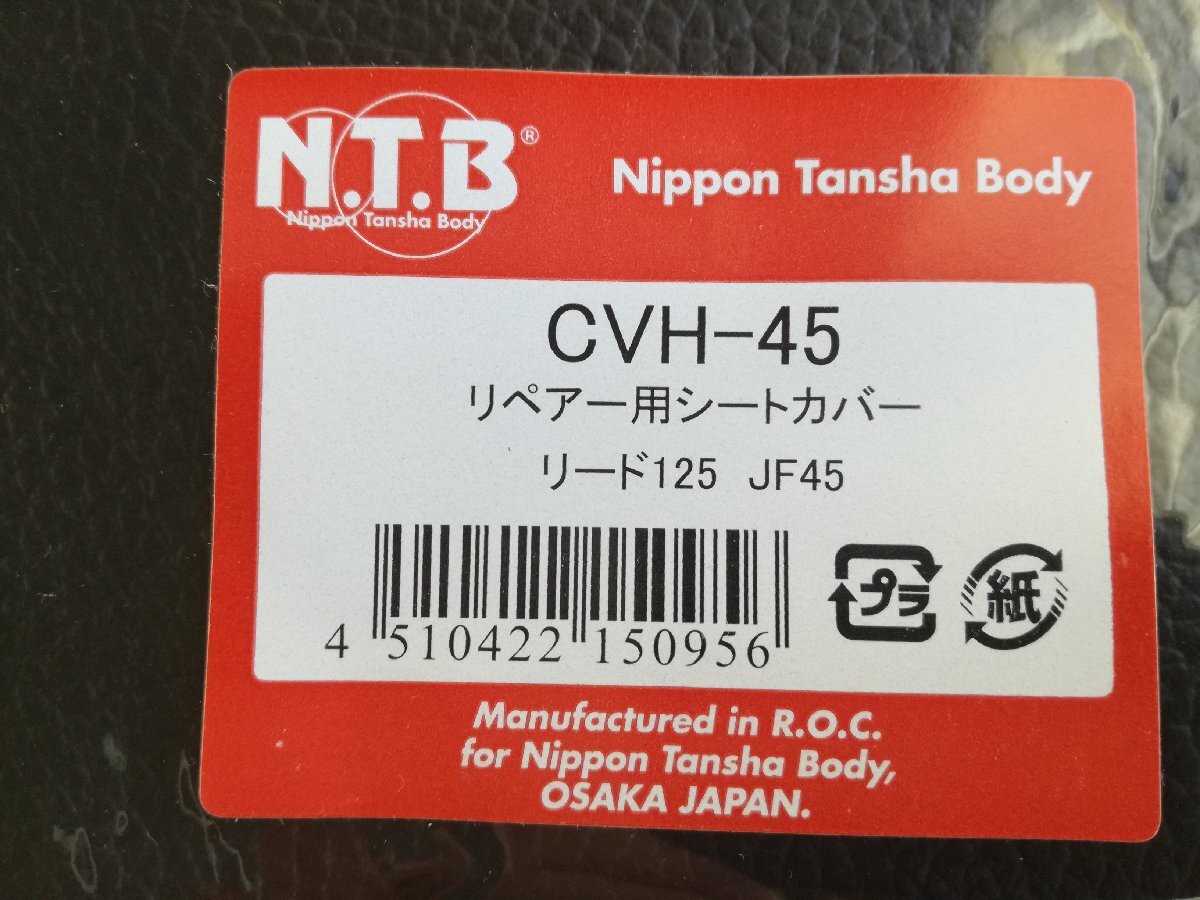 N.T.B®
Nippon Tansha Body
Nippon Tansha Body
CVH-45
リペアー用シートカバー
リード125 JF45
4 510422 150956
プラ
紙
Manufactured in R.O.C.
for Nippon Tansha Body,
OSAKA JAPAN.